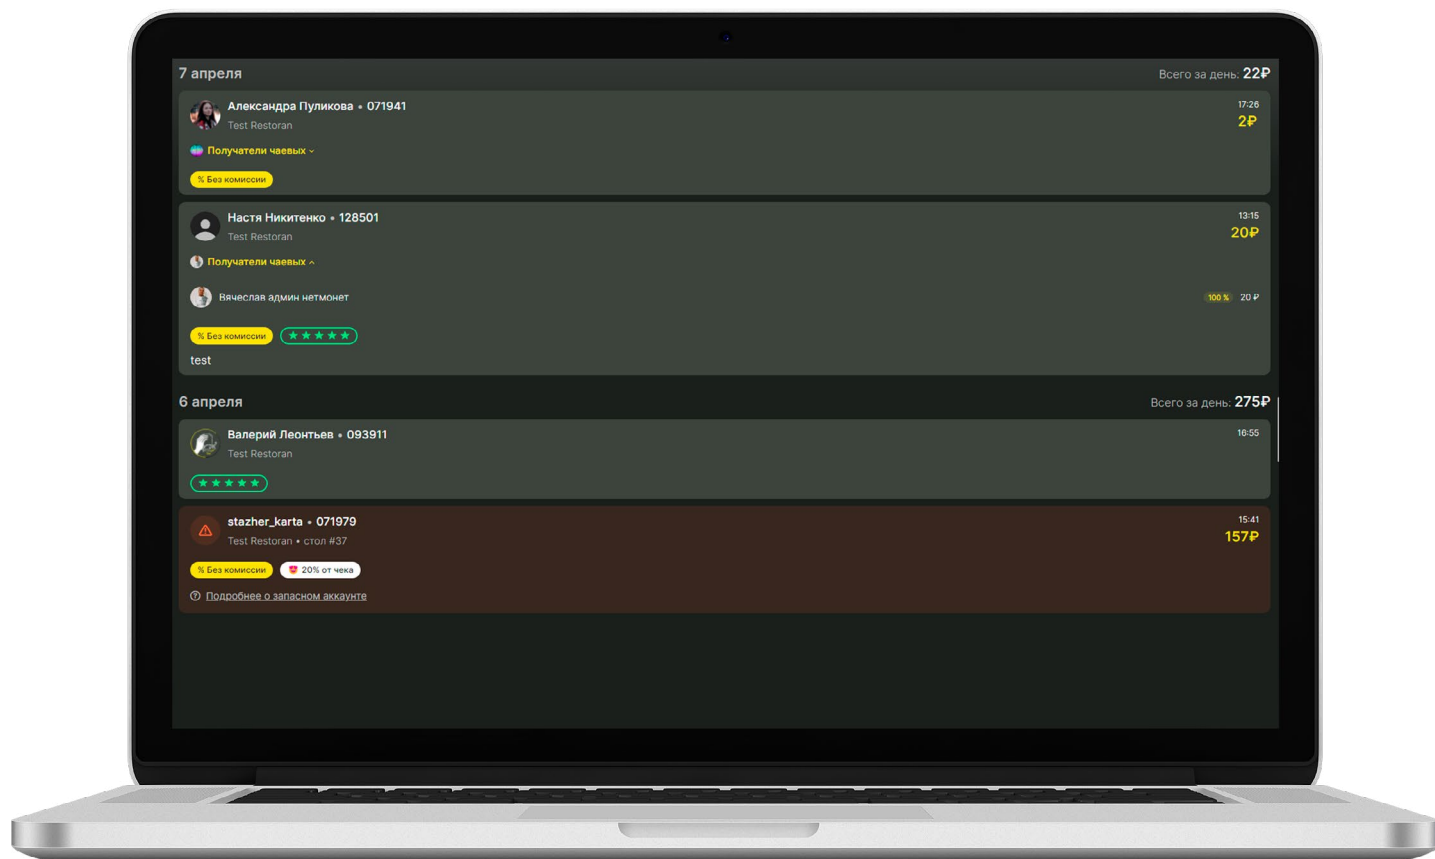 7 апреля
Всего за день: 22₽
Александра Пуликова • 071941
17:26
Test Restoran
2₽
Получатели чаевых
% Без комиссии
Настя Никитенко • 128501
13:15
Test Restoran
20₽
Получатели чаевых
Вячеслав админ нетмонет
100 % 20 ₽
% Без комиссии
test
6 апреля
Всего за день: 275₽
Валерий Леонтьев • 093911
16:55
Test Restoran
stazher_karta • 071979
15:41
Test Restoran • стол #37
157₽
% Без комиссии
20% от чека
Подробнее о запасном аккаунте